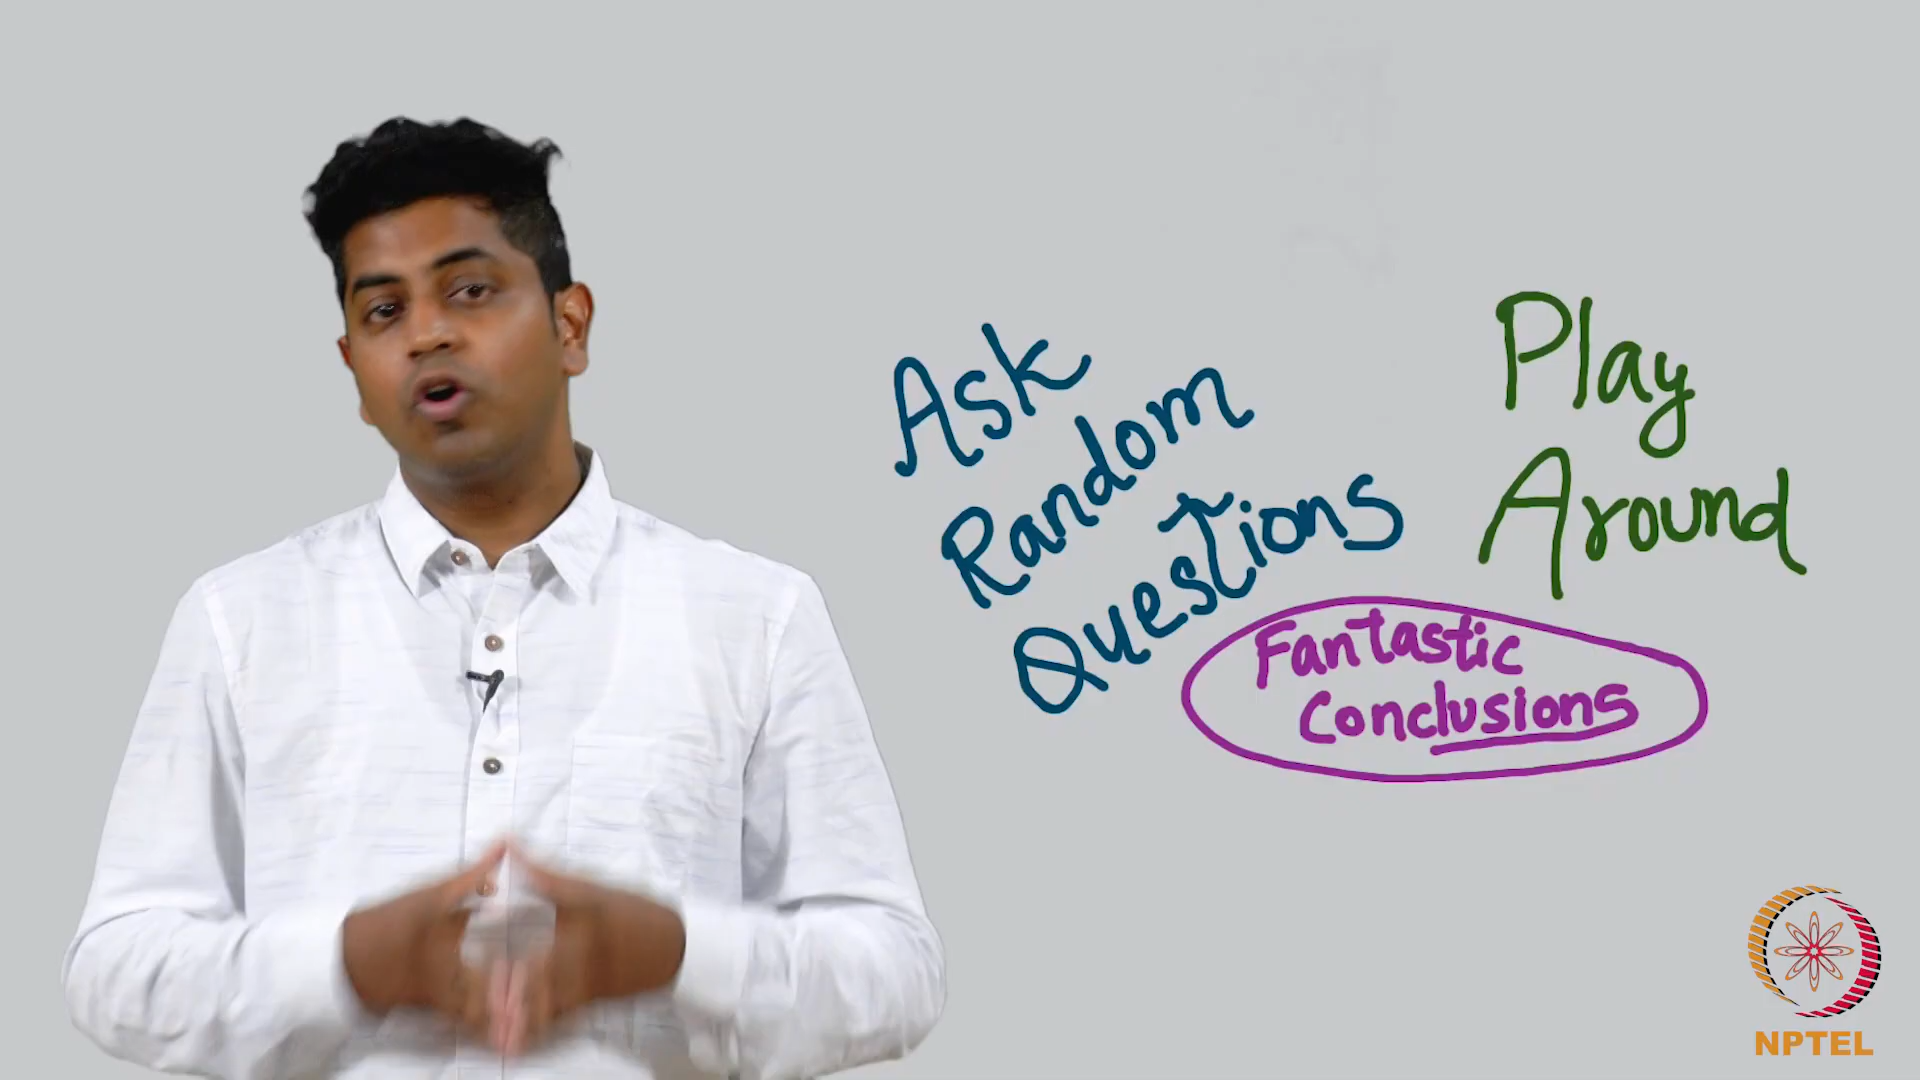 Ask
Random
Questions
Play
Around
Fantastic
Conclusions
NPTEL